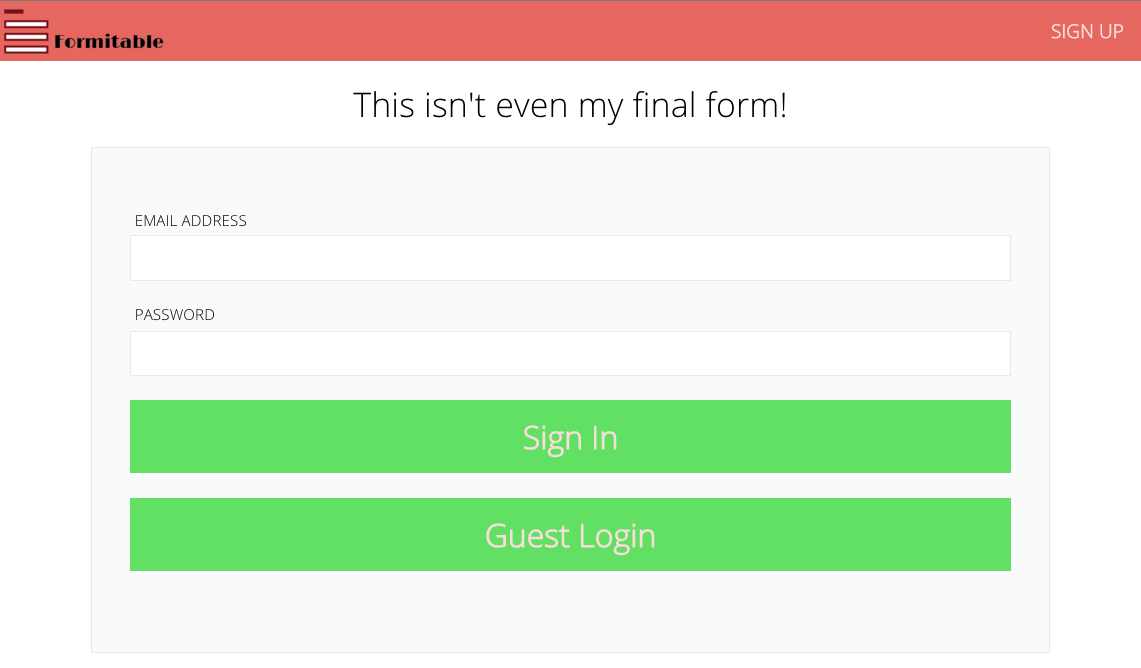 Formitable
SIGN UP
This isn't even my final form!
EMAIL ADDRESS
PASSWORD
Sign In
Guest Login